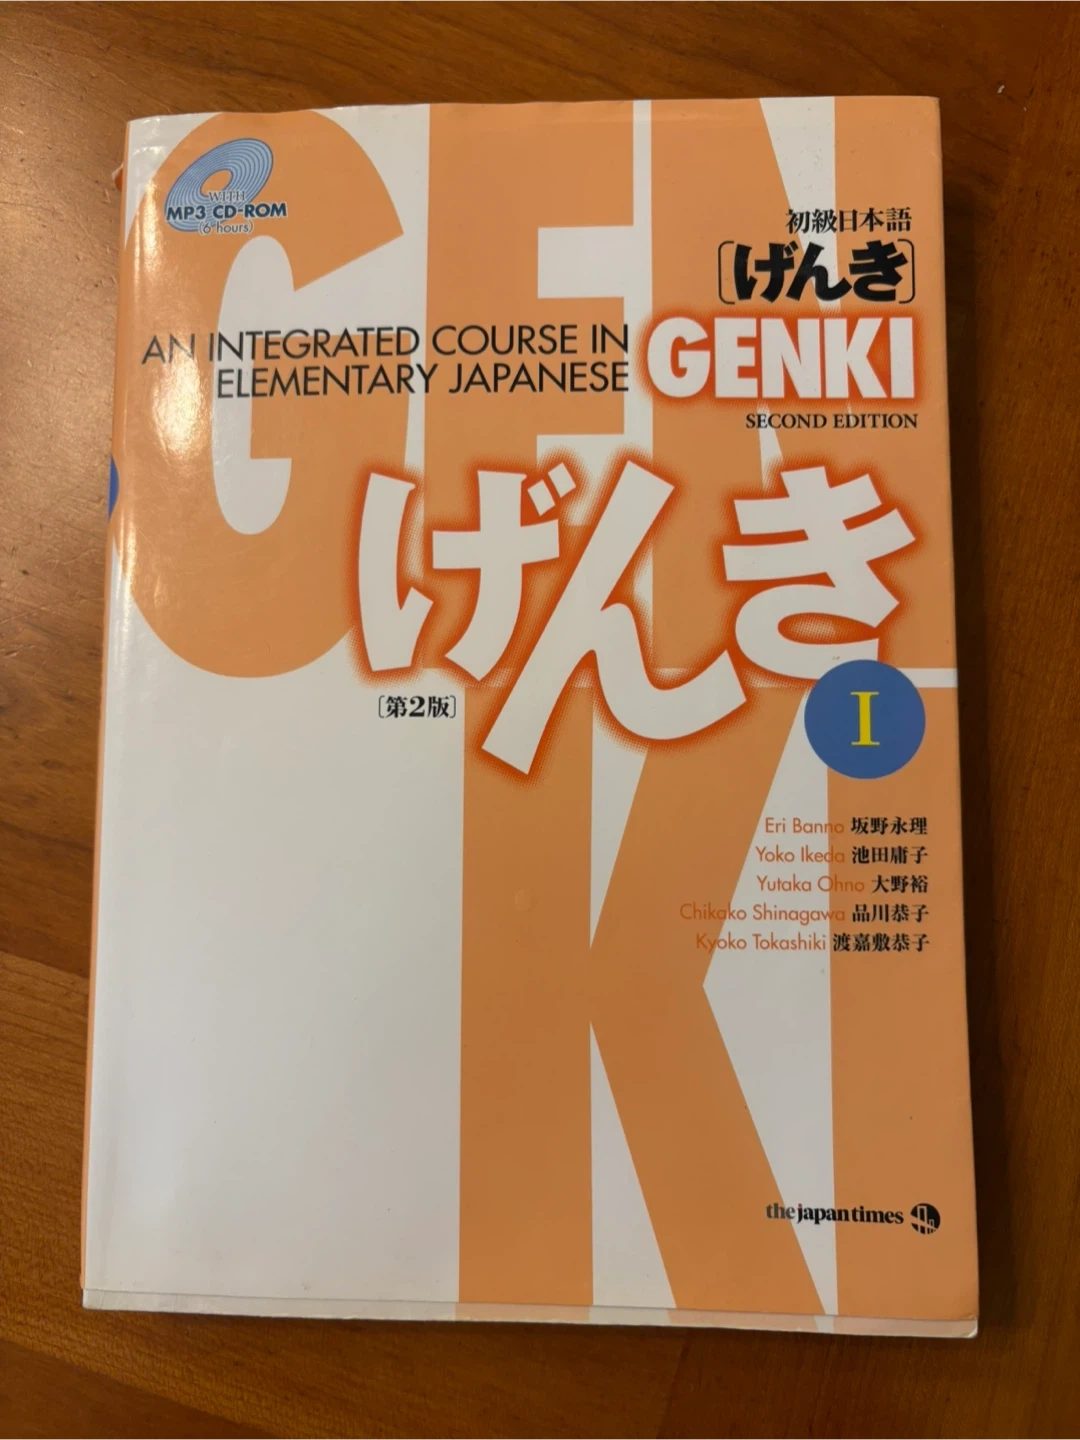 WITH
MP3 CD-ROM
(6 hours)
初級日本語
[げんき]
AN INTEGRATED COURSE IN
ELEMENTARY JAPANESE
GENKI
SECOND EDITION
GEN
げんき
[第2版]
I
KI
Eri Banno 坂野永理
Yoko Ikeda 池田庸子
Yutaka Ohno 大野裕
Chikako Shinagawa 品川恭子
Kyoko Tokashiki 渡嘉敷恭子
the japan times